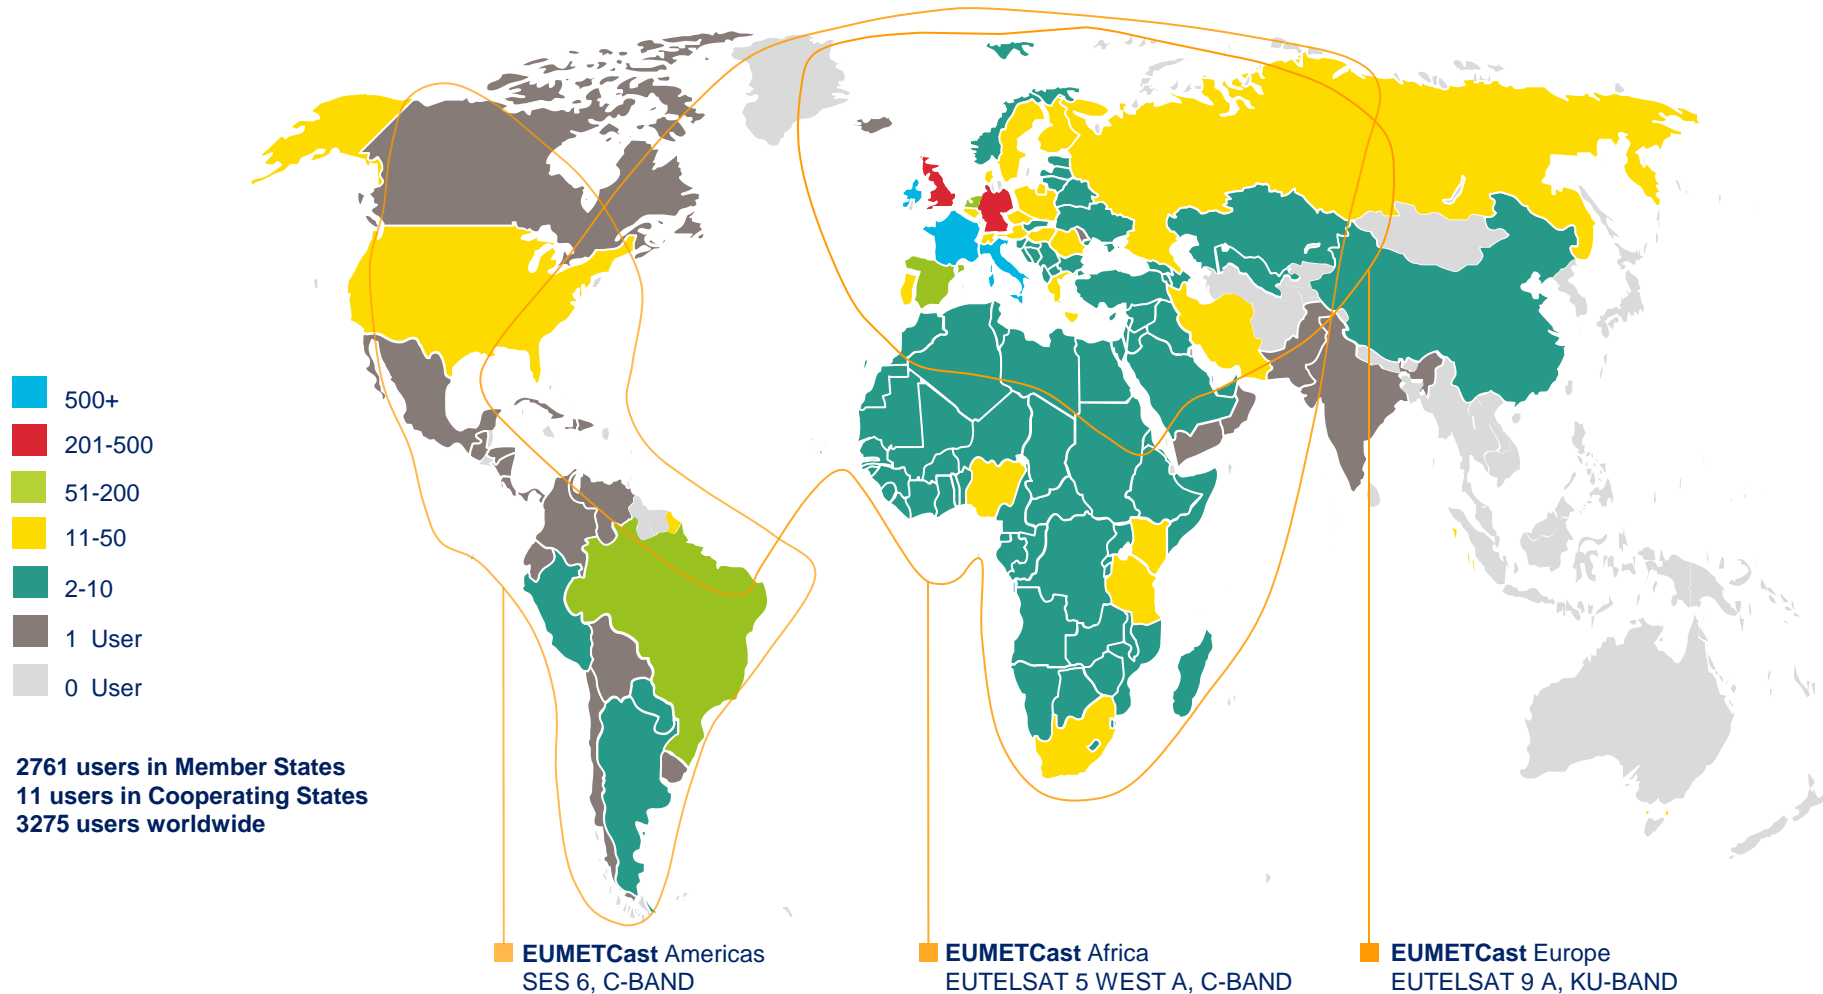 500+
201-500
51-200
11-50
2-10
1 User
0 User
2761 users in Member States
11 users in Cooperating States
3275 users worldwide
EUMETCast Americas
SES 6, C-BAND
EUMETCast Africa
EUTELSAT 5 WEST A, C-BAND
EUMETCast Europe
EUTELSAT 9 A, KU-BAND